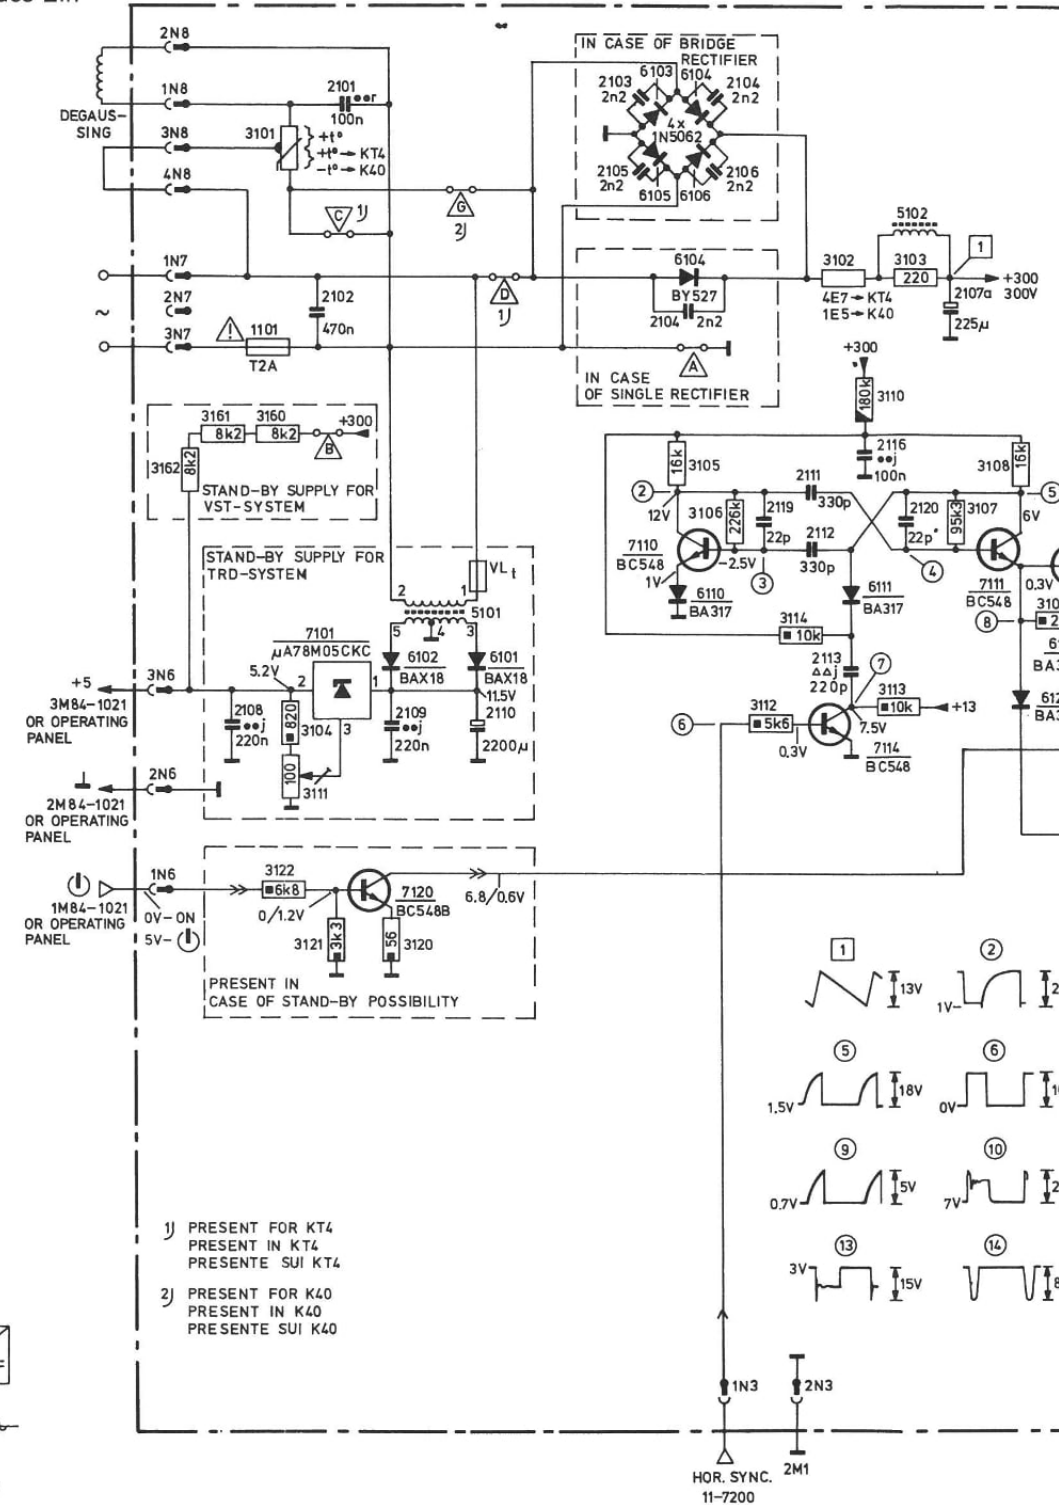 2N8
1N8
DEGAUS-
SING
3N8
4N8
2101
100n
3101
+t°
+t° → KT4
-t° → K40
C 1)
G
2)
IN CASE OF BRIDGE
RECTIFIER
2103
2n2
6103
6104
2104
2n2
4x
1N5062
2105
2n2
6105
6106
2106
2n2
1N7
~
2N7
3N7
1101
T2A
2102
470n
D
1)
6104
BY527
2104
2n2
A
IN CASE
OF SINGLE RECTIFIER
5102
3102
3103
220
4E7 → KT4
1E5 → K40
1
+300
300V
2107a
225µ
+300
180k
3110
2116
●●j
100n
3161
8k2
3160
8k2
+300
B
3162
8k2
STAND-BY SUPPLY FOR
VST-SYSTEM
16k
3105
2
12V
3106
226k
2119
22p
2111
330p
2112
330p
7110
BC548
1V
-2.5V
3
6110
BA317
3108
16k
5
6V
2120
22p
3107
95k3
4
7111
BC548
0.3V
8
6111
BA317
3114
10k
2113
△△j
220p
7
3113
10k
+13
7.5V
3112
5k6
6
0.3V
7114
BC548
STAND-BY SUPPLY FOR
TRD-SYSTEM
VLt
2
1
5101
5
4
3
7101
µA78M05CKC
6102
BAX18
6101
BAX18
5.2V
2
1
3
11.5V
2108
●●j
220n
820
3104
100
3111
2109
●●j
220n
2110
2200µ
+5
3N6
3M84-1021
OR OPERATING
PANEL
2N6
2M84-1021
OR OPERATING
PANEL
1N6
1M84-1021
OR OPERATING
PANEL
0V-ON
5V-
3122
6k8
0/1.2V
7120
BC548B
6.8/0.6V
3121
3k3
56
3120
PRESENT IN
CASE OF STAND-BY POSSIBILITY
1
13V
2
1V
5
1.5V
18V
6
0V
9
0.7V
5V
10
7V
13
3V
15V
14
1) PRESENT FOR KT4
PRESENT IN KT4
PRESENTE SUI KT4
2) PRESENT FOR K40
PRESENT IN K40
PRESENTE SUI K40
1N3
2N3
HOR. SYNC.
11-7200
2M1